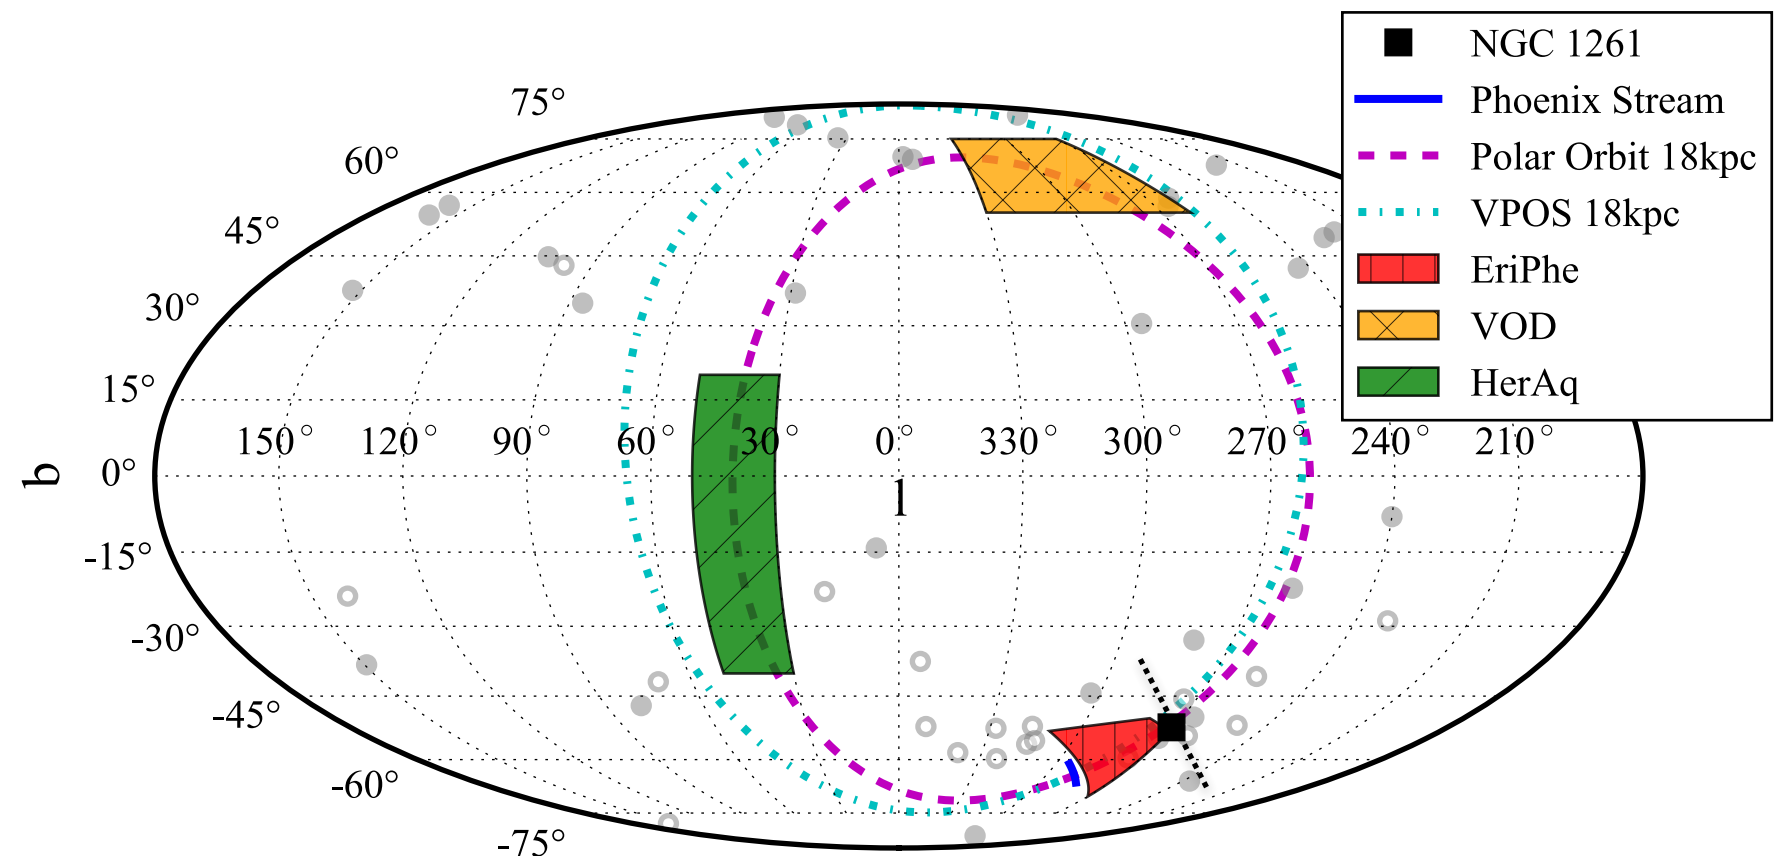 NGC 1261
Phoenix Stream
Polar Orbit 18kpc
VPOS 18kpc
EriPhe
VOD
HerAq
75°
60°
45°
30°
15°
0°
-15°
-30°
-45°
-60°
-75°
150° 120° 90° 60° 30° 0° 330° 300° 270° 240° 210°
b
l